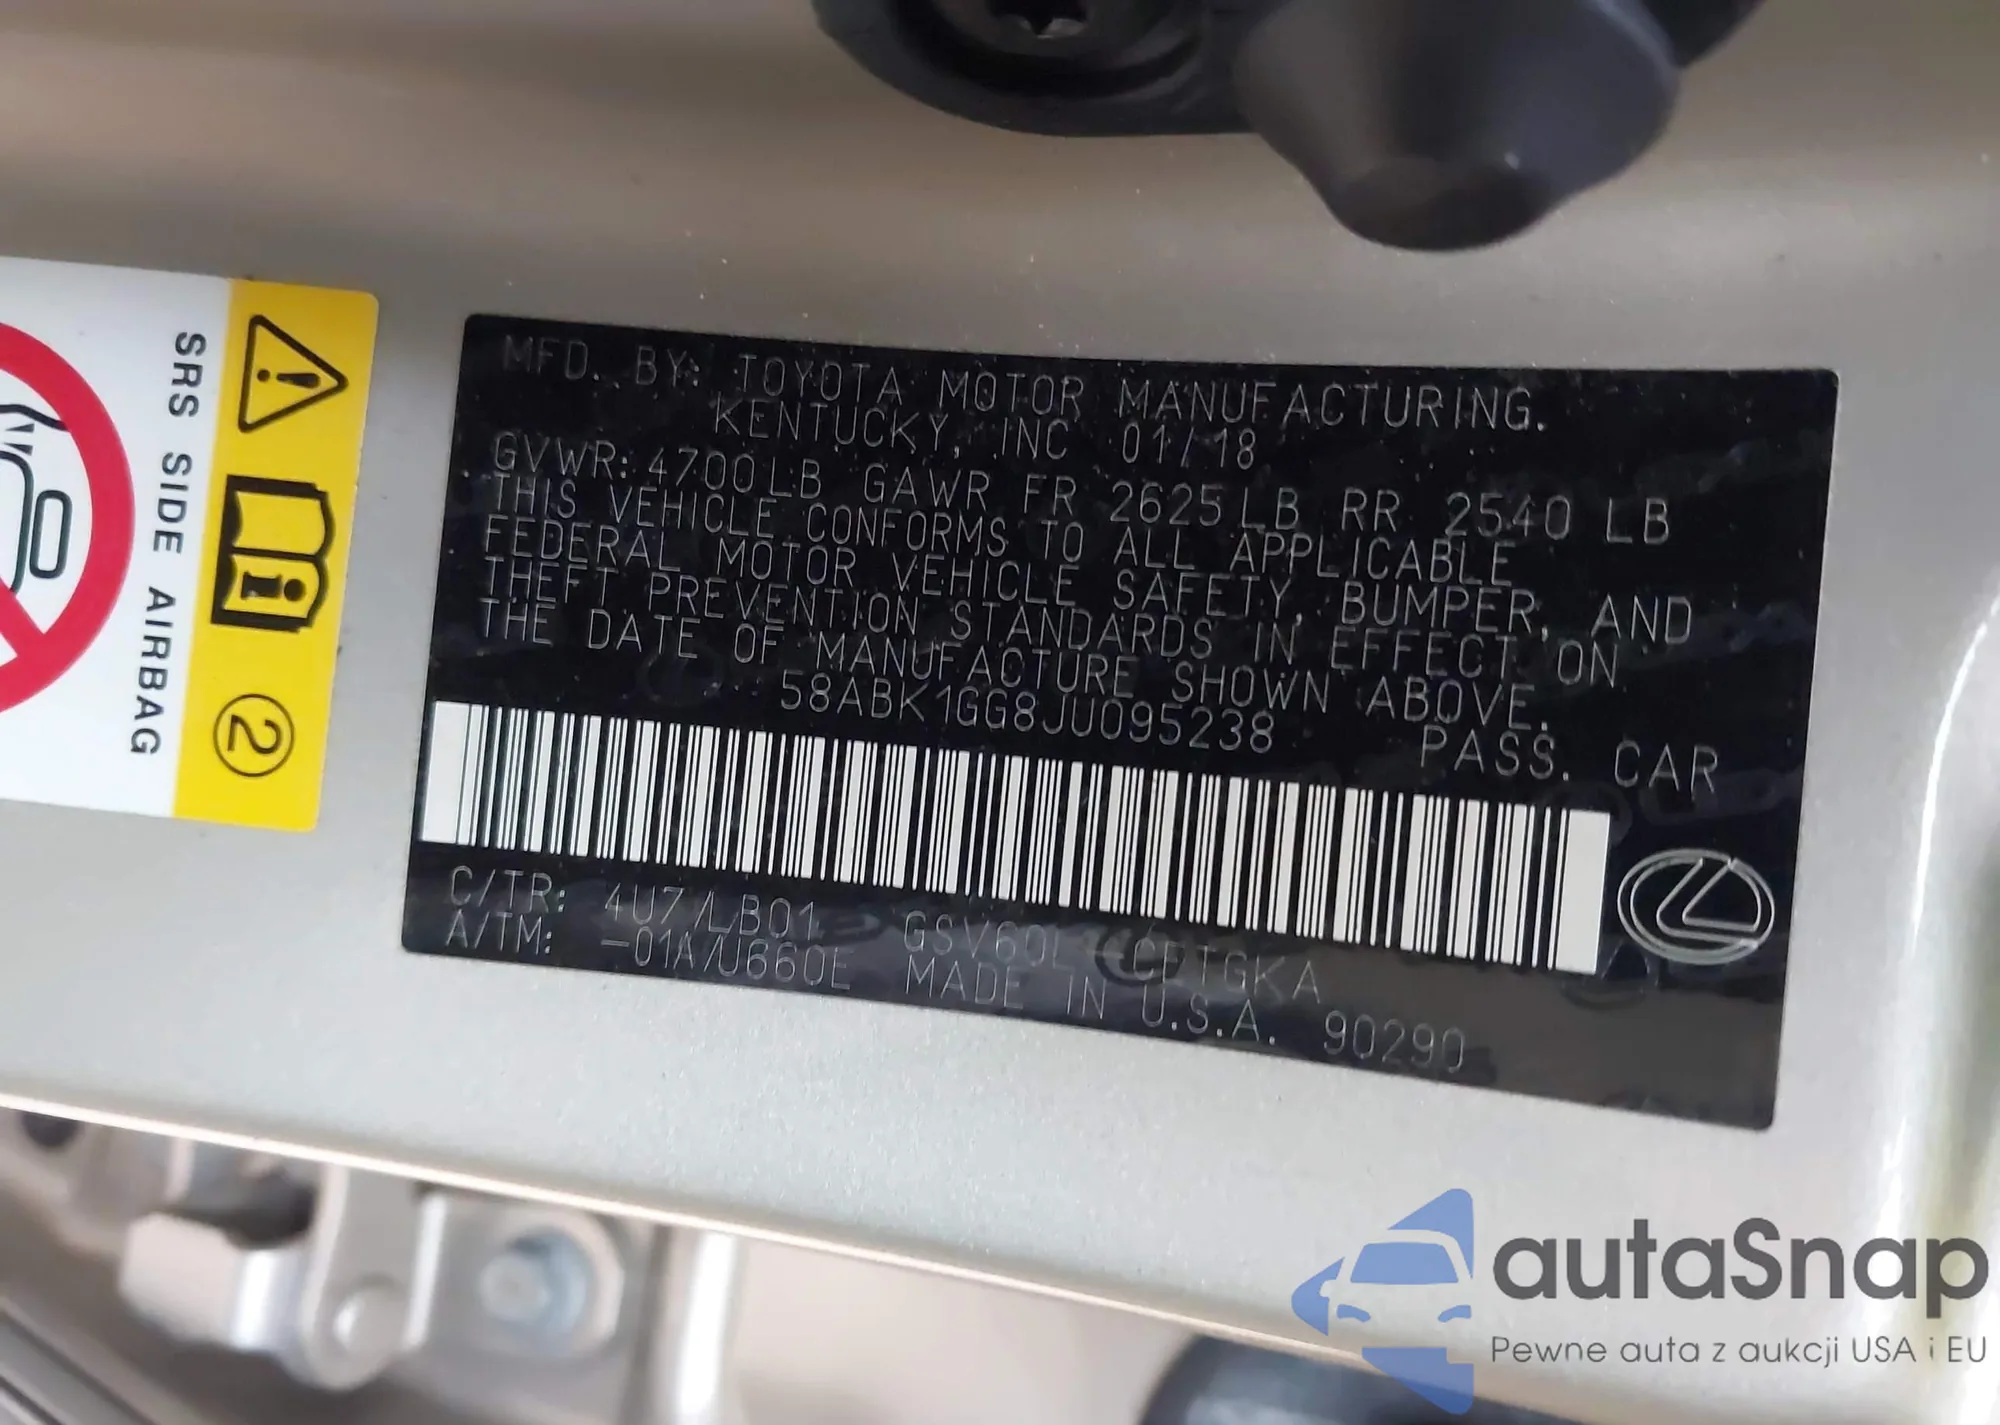 SRS SIDE AIRBAG
2
MFD. BY: TOYOTA MOTOR MANUFACTURING.
KENTUCKY, INC 01/18
GVWR: 4700LB GAWR FR 2625LB RR 2540 LB
THIS VEHICLE CONFORMS TO ALL APPLICABLE
FEDERAL MOTOR VEHICLE SAFETY, BUMPER, AND
THEFT PREVENTION STANDARDS IN EFFECT ON
THE DATE OF MANUFACTURE SHOWN ABOVE.
58ABK1GG8JU095238 PASS. CAR
C/TR: 4U7/LB01 GSV60L-CETGKA
A/TM: -01A/U660E MADE IN U.S.A. 90290
autaSnap
Pewne auta z aukcji USA i EU